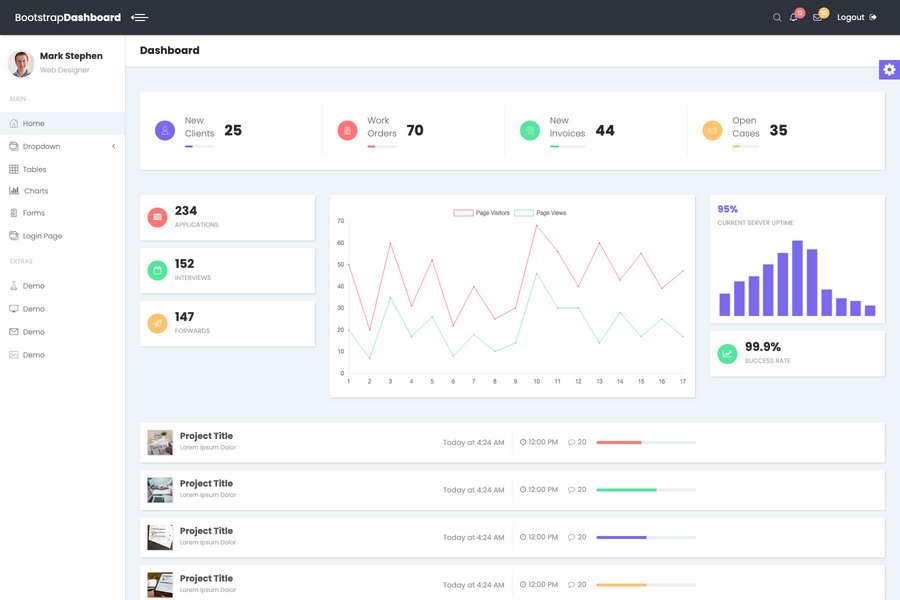 BootstrapDashboard
12
Logout
Mark Stephen
Web Designer
MAIN
Home
Dropdown
Tables
Charts
Forms
Login Page
EXTRAS
Demo
Demo
Demo
Demo
Dashboard
New Clients 25
Work Orders 70
New Invoices 44
Open Cases 35
234
APPLICATIONS
152
INTERVIEWS
147
FORWARDS
Page Visitors Page Views
70
60
50
40
30
20
10
0
1 2 3 4 5 6 7 8 9 10 11 12 13 14 15 16 17
95%
CURRENT SERVER UPTIME
99.9%
SUCCESS RATE
Project Title
Lorem Ipsum Dolor
Today at 4:24 AM 12:00 PM 20
Project Title
Lorem Ipsum Dolor
Today at 4:24 AM 12:00 PM 20
Project Title
Lorem Ipsum Dolor
Today at 4:24 AM 12:00 PM 20
Project Title
Lorem Ipsum Dolor
Today at 4:24 AM 12:00 PM 20